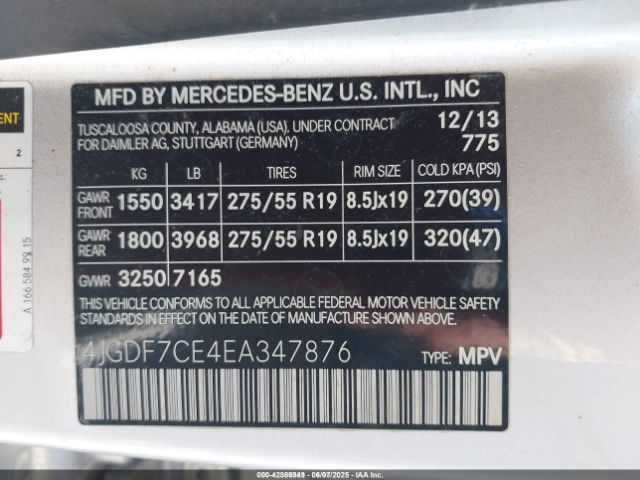 MFD BY MERCEDES-BENZ U.S. INTL., INC
TUSCALOOSA COUNTY, ALABAMA (USA), UNDER CONTRACT 12/13
FOR DAIMLER AG, STUTTGART (GERMANY) 775
KG LB TIRES RIM SIZE COLD KPA (PSI)
GAWR FRONT 1550 3417 275/55 R19 8.5Jx19 270(39)
GAWR REAR 1800 3968 275/55 R19 8.5Jx19 320(47)
GVWR 3250 7165
THIS VEHICLE CONFORMS TO ALL APPLICABLE FEDERAL MOTOR VEHICLE SAFETY
STANDARDS IN EFFECT ON THE DATE OF MANUFACTURE SHOWN ABOVE.
4JGDF7CE4EA347876 TYPE: MPV
A 166 584 99 15
2
000-42386949 - 06/07/2025 - IAAI.com